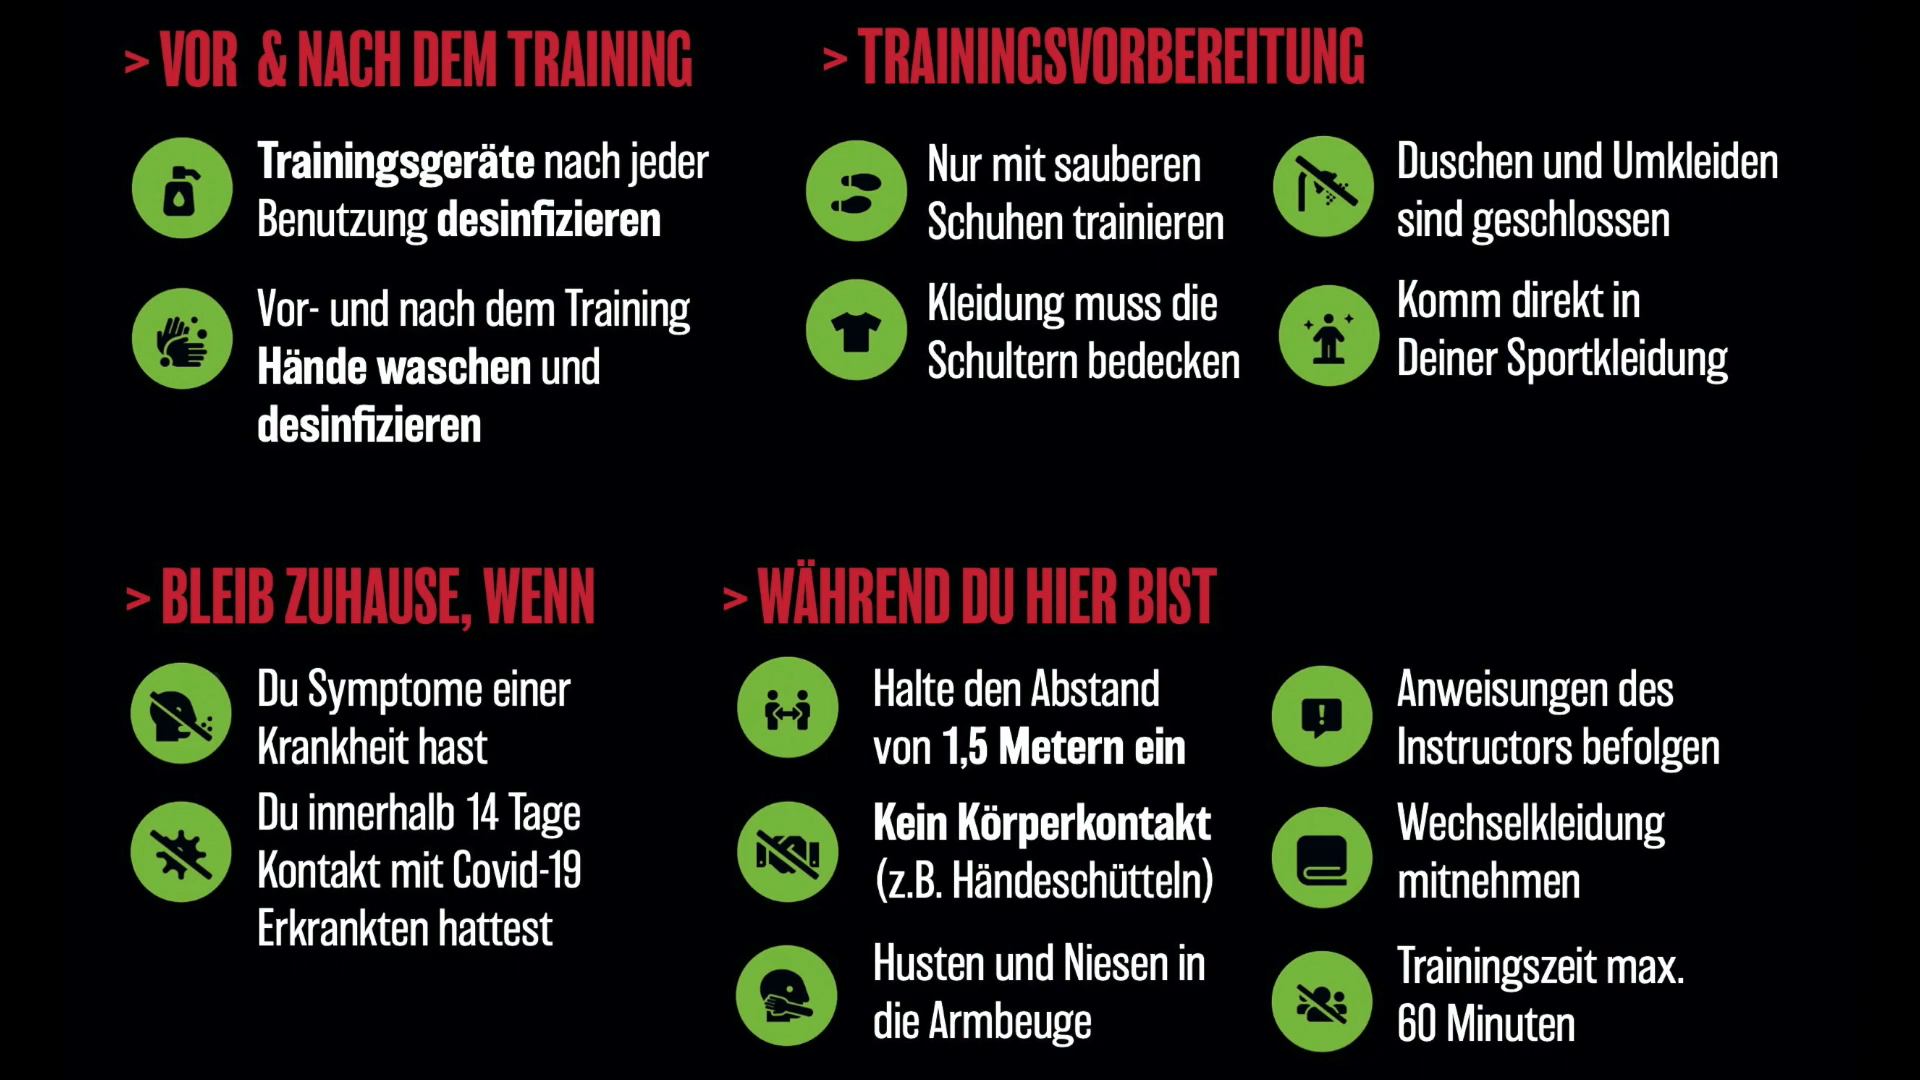 > VOR & NACH DEM TRAINING
Trainingsgeräte nach jeder
Benutzung desinfizieren
Vor- und nach dem Training
Hände waschen und
desinfizieren
> TRAININGSVORBEREITUNG
Nur mit sauberen
Schuhen trainieren
Kleidung muss die
Schultern bedecken
Duschen und Umkleiden
sind geschlossen
Komm direkt in
Deiner Sportkleidung
> BLEIB ZUHAUSE, WENN
Du Symptome einer
Krankheit hast
Du innerhalb 14 Tage
Kontakt mit Covid-19
Erkrankten hattest
> WÄHREND DU HIER BIST
Halte den Abstand
von 1,5 Metern ein
Kein Körperkontakt
(z.B. Händeschütteln)
Husten und Niesen in
die Armbeuge
Anweisungen des
Instructors befolgen
Wechselkleidung
mitnehmen
Trainingszeit max.
60 Minuten